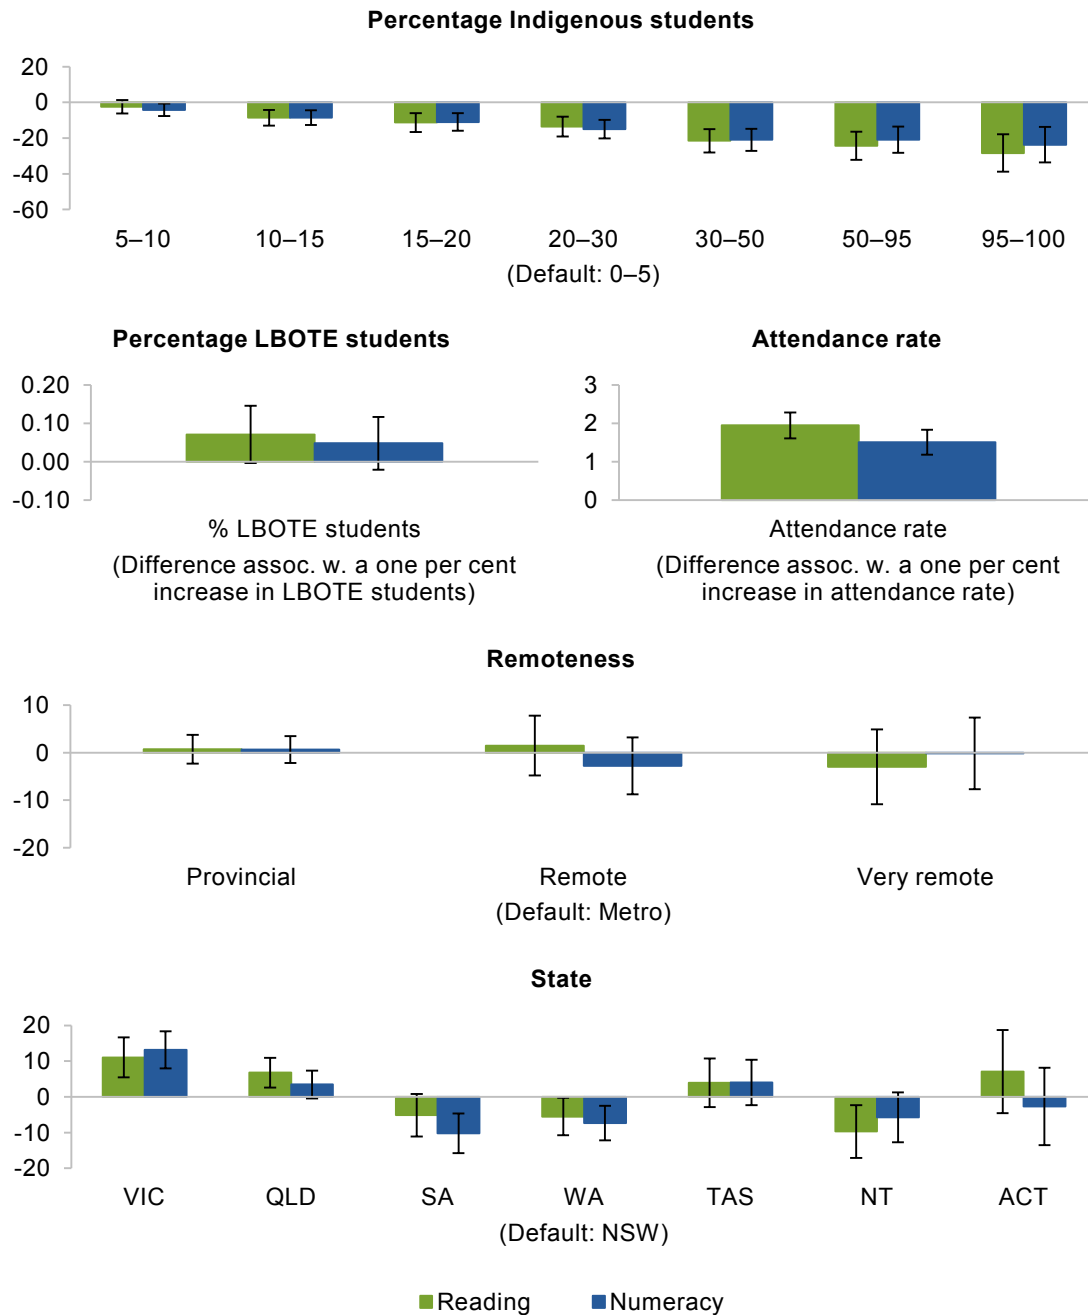 Percentage Indigenous students
20
0
-20
-40
-60
5–10 10–15 15–20 20–30 30–50 50–95 95–100
(Default: 0–5)
Percentage LBOTE students
0.20
0.10
0.00
-0.10
% LBOTE students
(Difference assoc. w. a one per cent
increase in LBOTE students)
Attendance rate
3
2
1
0
Attendance rate
(Difference assoc. w. a one per cent
increase in attendance rate)
Remoteness
10
0
-10
-20
Provincial Remote Very remote
(Default: Metro)
State
20
10
0
-10
-20
VIC QLD SA WA TAS NT ACT
(Default: NSW)
Reading Numeracy